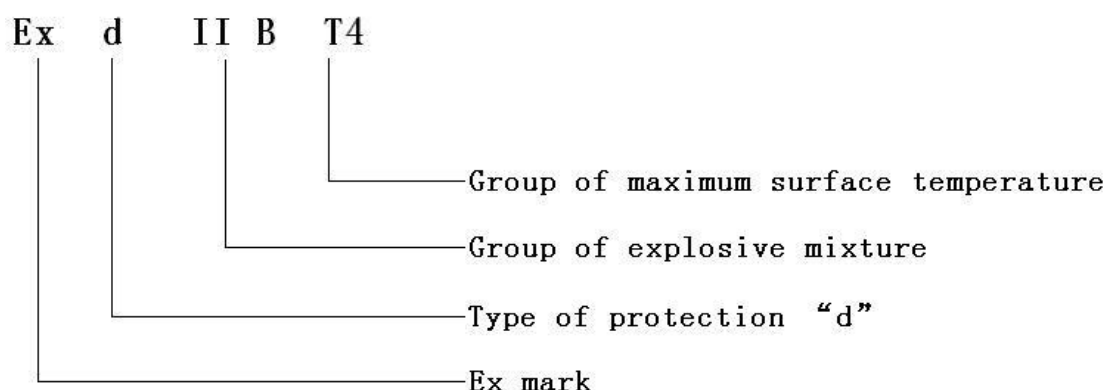 Ex d II B T4
Group of maximum surface temperature
Group of explosive mixture
Type of protection “d”
Ex mark